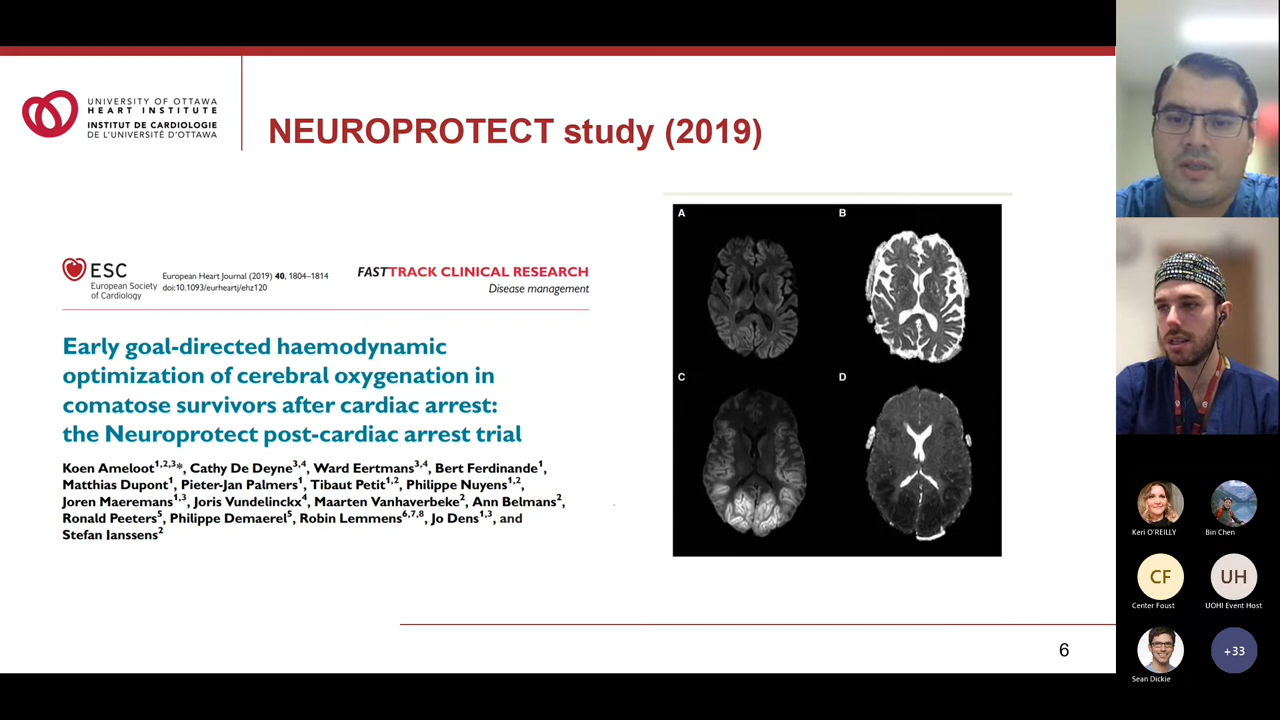 UNIVERSITY OF OTTAWA
HEART INSTITUTE
INSTITUT DE CARDIOLOGIE
DE L'UNIVERSITÉ D'OTTAWA
NEUROPROTECT study (2019)
ESC
European Society
of Cardiology
European Heart Journal (2019) 40, 1804–1814
doi:10.1093/eurheartj/ehz120
FASTTRACK CLINICAL RESEARCH
Disease management
Early goal-directed haemodynamic
optimization of cerebral oxygenation in
comatose survivors after cardiac arrest:
the Neuroprotect post-cardiac arrest trial
Koen Ameloot1,2,3*, Cathy De Deyne3,4, Ward Eertmans3,4, Bert Ferdinande1,
Matthias Dupont1, Pieter-Jan Palmers1, Tibaut Petit1,2, Philippe Nuyens1,2,
Joren Maeremans1,3, Joris Vundelinckx4, Maarten Vanhaverbeke2, Ann Belmans2,
Ronald Peeters5, Philippe Demaerel5, Robin Lemmens6,7,8, Jo Dens1,3, and
Stefan Janssens2
A
B
C
D
6
Keri O'REILLY
Bin Chen
CF
UH
Center Foust
UOHI Event Host
+33
Sean Dickie